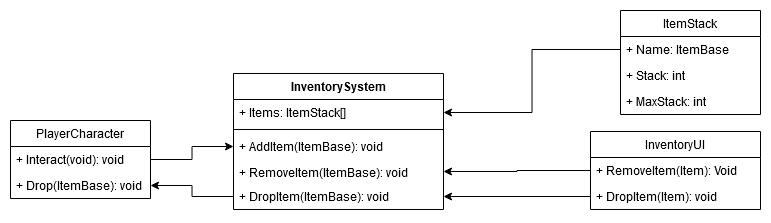 ItemStack
+ Name: ItemBase
+ Stack: int
+ MaxStack: int
InventorySystem
+ Items: ItemStack[]
+ AddItem(ItemBase): void
+ RemoveItem(ItemBase): void
+ DropItem(ItemBase): void
PlayerCharacter
+ Interact(void): void
+ Drop(ItemBase): void
InventoryUI
+ RemoveItem(Item): Void
+ DropItem(Item): void